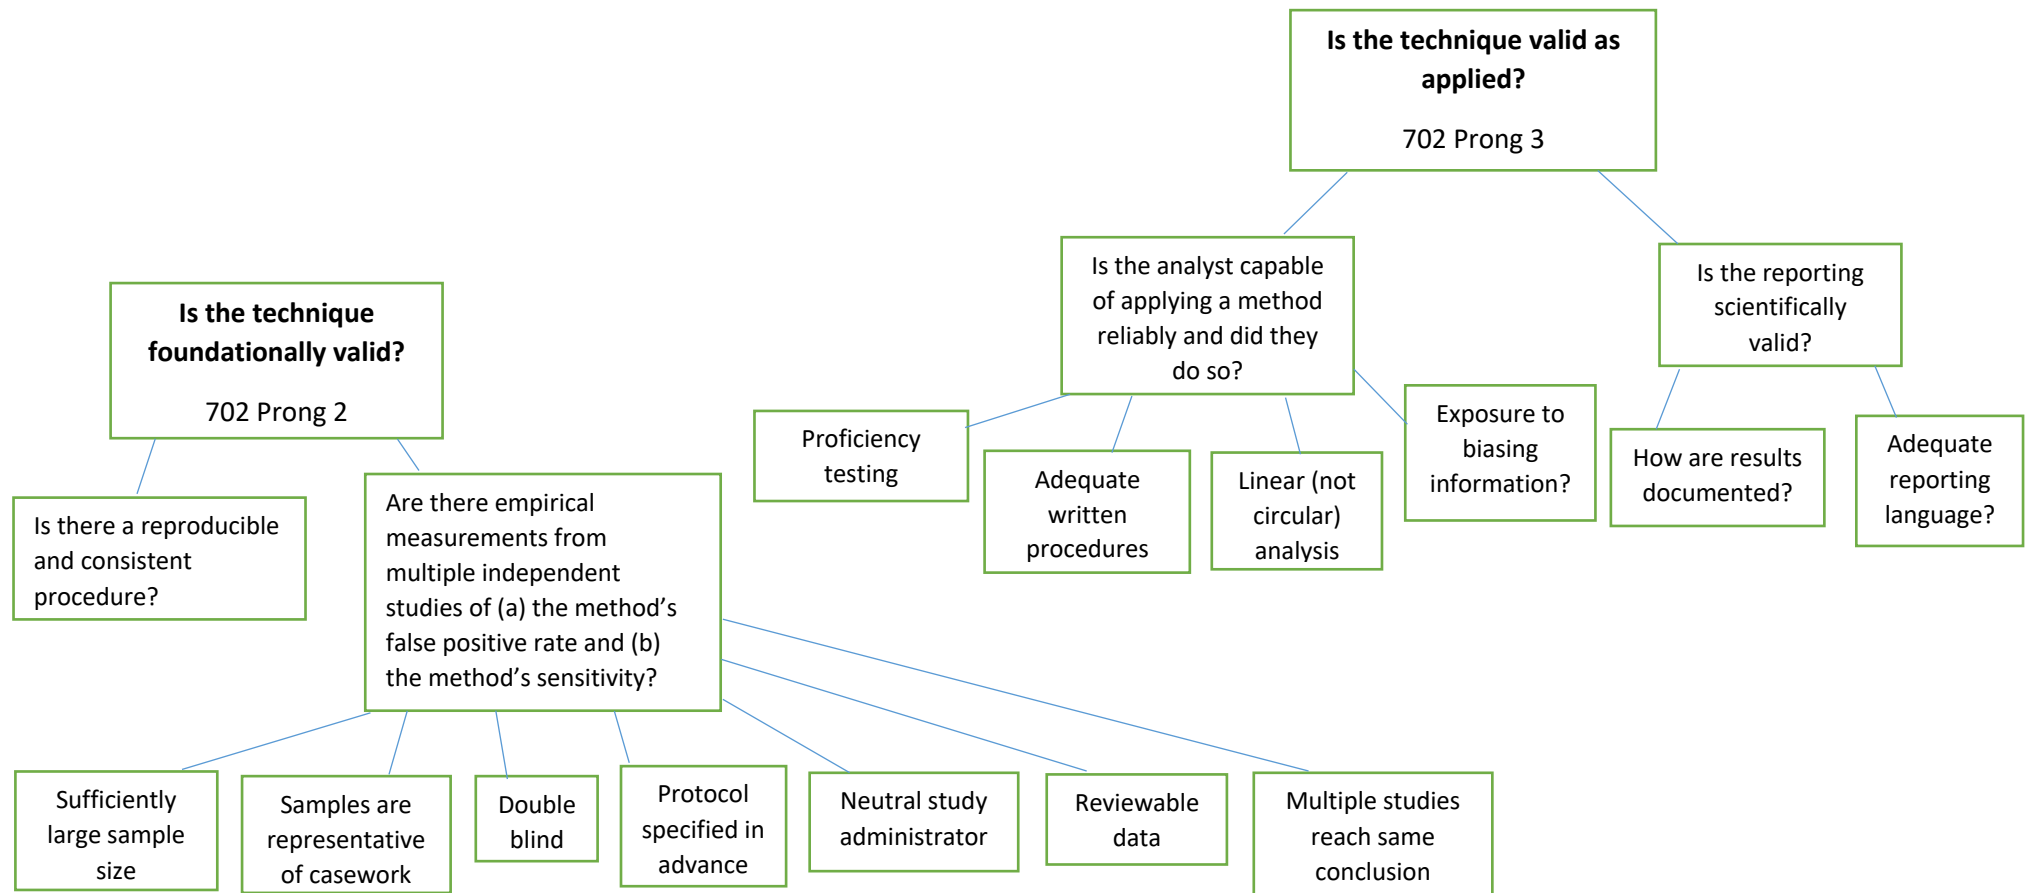 Is the technique valid as
applied?
702 Prong 3
Is the analyst capable
of applying a method
reliably and did they
do so?
Is the reporting
scientifically
valid?
Is the technique
foundationally valid?
702 Prong 2
Proficiency
testing
Adequate
written
procedures
Linear (not
circular)
analysis
Exposure to
biasing
information?
How are results
documented?
Adequate
reporting
language?
Is there a reproducible
and consistent
procedure?
Are there empirical
measurements from
multiple independent
studies of (a) the method’s
false positive rate and (b)
the method’s sensitivity?
Sufficiently
large sample
size
Samples are
representative
of casework
Double
blind
Protocol
specified in
advance
Neutral study
administrator
Reviewable
data
Multiple studies
reach same
conclusion